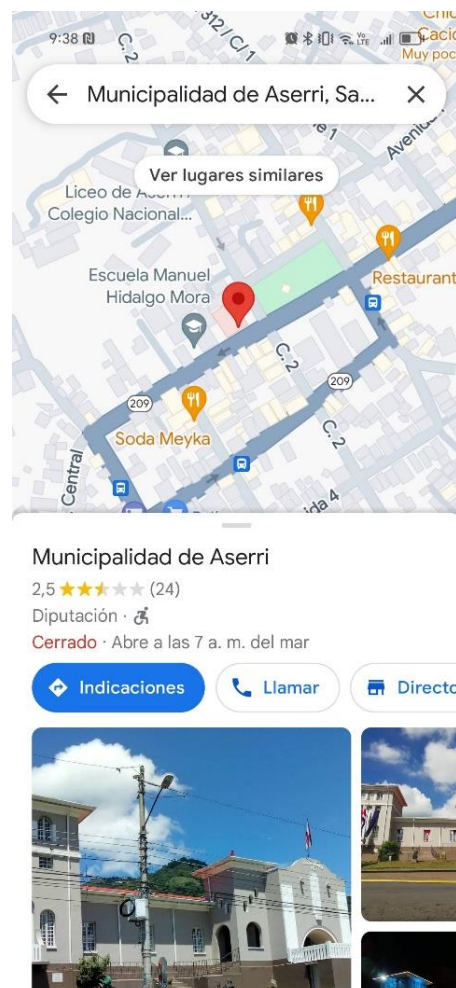 9:38
Municipalidad de Aserri, Sa...
Muy poc
Ver lugares similares
Liceo de
Colegio Nacional...
Escuela Manuel
Hidalgo Mora
Restaurant
C. 2
209
209
C. 2
Soda Meyka
Central
Municipalidad de Aserri
2,5 (24)
Diputación ·
Cerrado · Abre a las 7 a. m. del mar
Indicaciones
Llamar
Directo